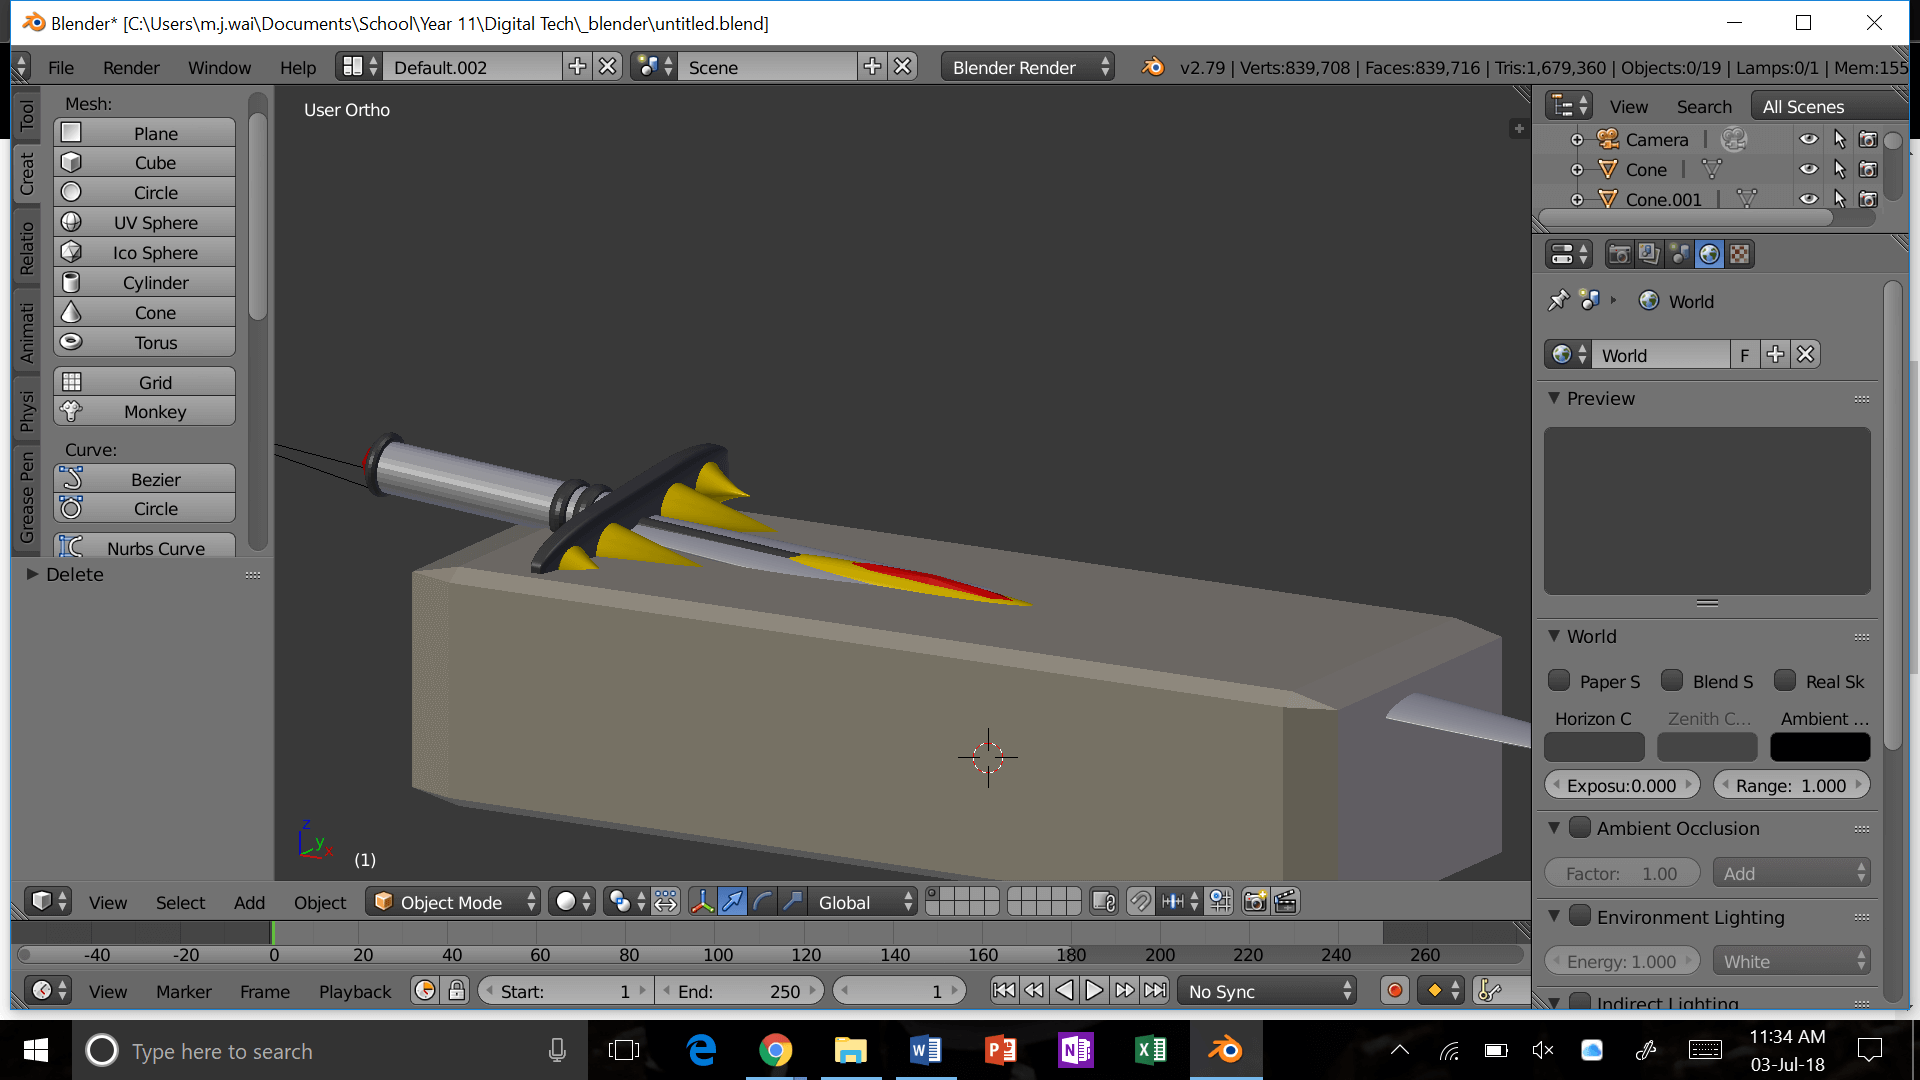 Blender* [C:\Users\m.j.wai\Documents\School\Year 11\Digital Tech\_blender\untitled.blend]
File Render Window Help Default.002 Scene Blender Render v2.79 | Verts:839,708 | Faces:839,716 | Tris:1,679,360 | Objects:0/19 | Lamps:0/1 | Mem:155
Tool
Creat
Relatio
Animati
Physi
Grease Pen
Mesh:
Plane
Cube
Circle
UV Sphere
Ico Sphere
Cylinder
Cone
Torus
Grid
Monkey
Curve:
Bezier
Circle
Nurbs Curve
Delete
User Ortho
z
y
x
(1)
View Search All Scenes
Camera
Cone
Cone.001
World
World F
Preview
World
Paper S Blend S Real Sk
Horizon C Zenith C... Ambient ...
Exposu:0.000 Range: 1.000
Ambient Occlusion
Factor: 1.00 Add
Environment Lighting
Energy: 1.000 White
Indirect Lighting
View Select Add Object Object Mode Global
-40 -20 0 20 40 60 80 100 120 140 160 180 200 220 240 260
View Marker Frame Playback Start: 1 End: 250 1 No Sync
Type here to search
11:34 AM
03-Jul-18